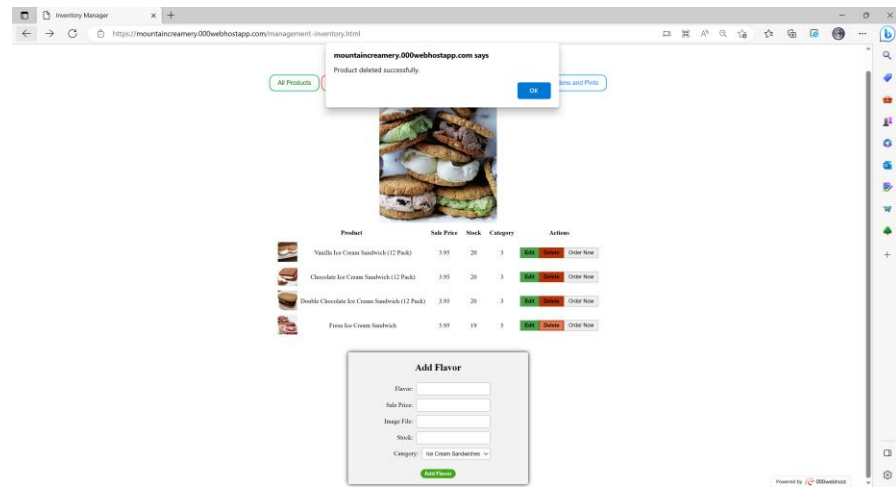 Inventory Manager
https://mountaincreamery.000webhostapp.com/management-inventory.html
mountaincreamery.000webhostapp.com says
Product deleted successfully.
OK
All Products
ons and Pints
Product Sale Price Stock Category Actions
Vanilla Ice Cream Sandwich (12 Pack) 3.95 20 3 Edit Delete Order Now
Chocolate Ice Cream Sandwich (12 Pack) 3.95 20 3 Edit Delete Order Now
Double Chocolate Ice Cream Sandwich (12 Pack) 3.95 20 3 Edit Delete Order Now
Ice Cream Sandwich 3.95 19 3 Edit Delete Order Now
Add Flavor
Flavor:
Sale Price:
Image File:
Stock:
Category: Ice Cream Sandwiches
Add Flavor
Powered by 000webhost